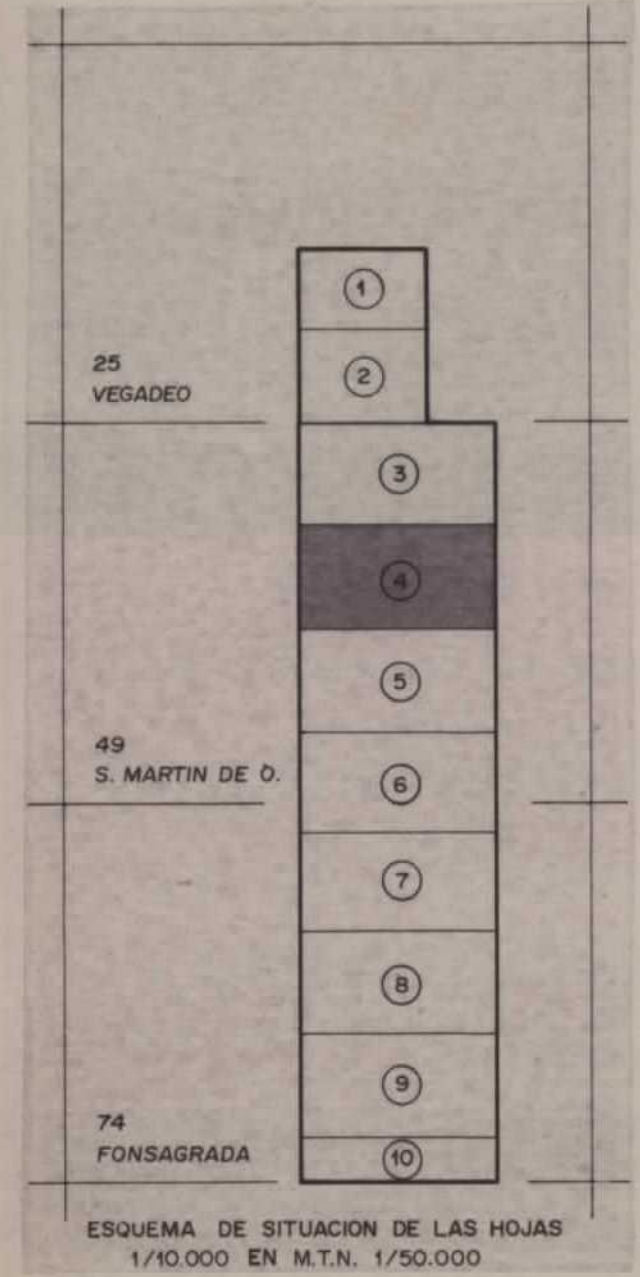 1
25
VEGADEO
2
3
4
5
49
S. MARTIN DE O.
6
7
8
9
74
FONSAGRADA
10
ESQUEMA DE SITUACION DE LAS HOJAS
1/10.000 EN M.T.N. 1/50.000